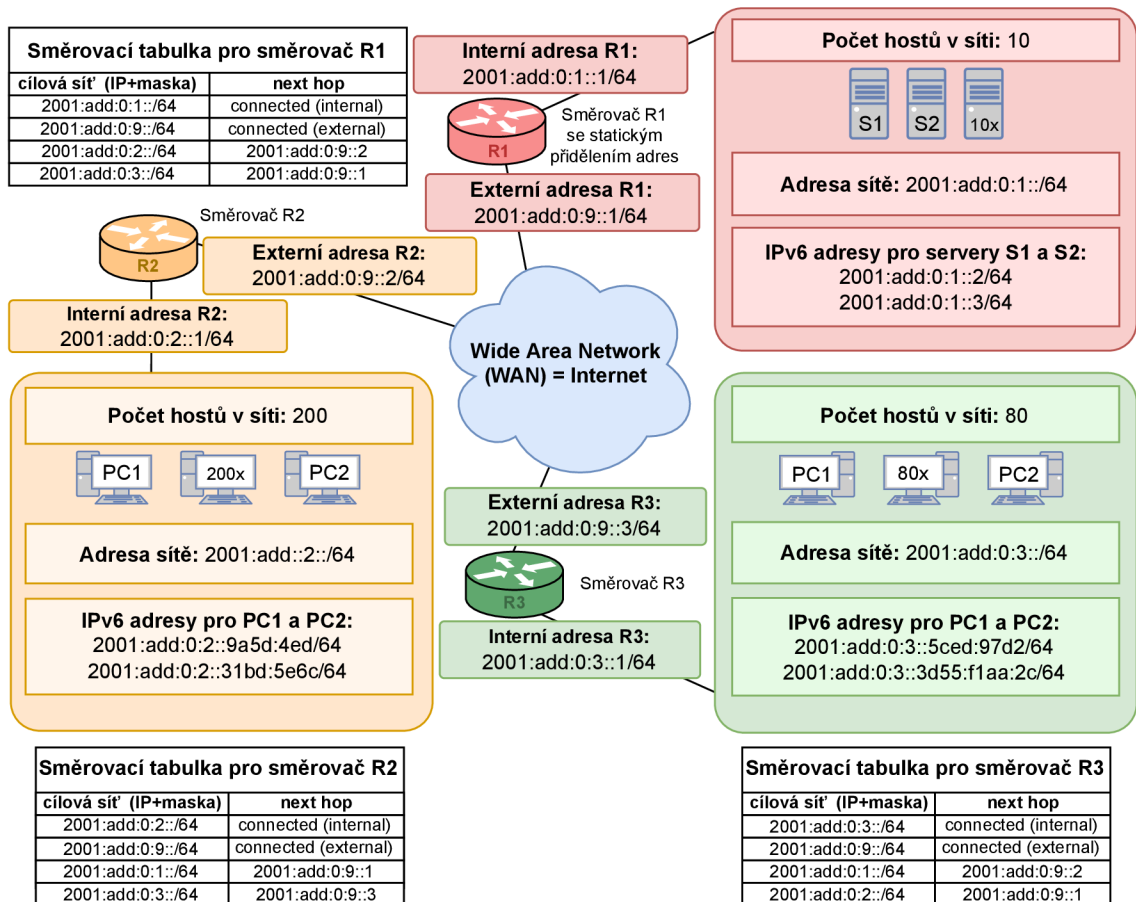 Směrovací tabulka pro směrovač R1
cílová síť (IP+maska) next hop
2001:add:0:1::/64 connected (internal)
2001:add:0:9::/64 connected (external)
2001:add:0:2::/64 2001:add:0:9::2
2001:add:0:3::/64 2001:add:0:9::1
Interní adresa R1:
2001:add:0:1::1/64
R1
Směrovač R1
se statickým
přidělením adres
Externí adresa R1:
2001:add:0:9::1/64
Počet hostů v síti: 10
S1 S2 10x
Adresa sítě: 2001:add:0:1::/64
IPv6 adresy pro servery S1 a S2:
2001:add:0:1::2/64
2001:add:0:1::3/64
Směrovač R2
R2
Externí adresa R2:
2001:add:0:9::2/64
Interní adresa R2:
2001:add:0:2::1/64
Wide Area Network
(WAN) = Internet
Počet hostů v síti: 200
PC1 200x PC2
Adresa sítě: 2001:add::2::/64
IPv6 adresy pro PC1 a PC2:
2001:add:0:2::9a5d:4ed/64
2001:add:0:2::31bd:5e6c/64
Externí adresa R3:
2001:add:0:9::3/64
R3
Směrovač R3
Interní adresa R3:
2001:add:0:3::1/64
Počet hostů v síti: 80
PC1 80x PC2
Adresa sítě: 2001:add:0:3::/64
IPv6 adresy pro PC1 a PC2:
2001:add:0:3::5ced:97d2/64
2001:add:0:3::3d55:f1aa:2c/64
Směrovací tabulka pro směrovač R2
cílová síť (IP+maska) next hop
2001:add:0:2::/64 connected (internal)
2001:add:0:9::/64 connected (external)
2001:add:0:1::/64 2001:add:0:9::1
2001:add:0:3::/64 2001:add:0:9::3
Směrovací tabulka pro směrovač R3
cílová síť (IP+maska) next hop
2001:add:0:3::/64 connected (internal)
2001:add:0:9::/64 connected (external)
2001:add:0:1::/64 2001:add:0:9::2
2001:add:0:2::/64 2001:add:0:9::1